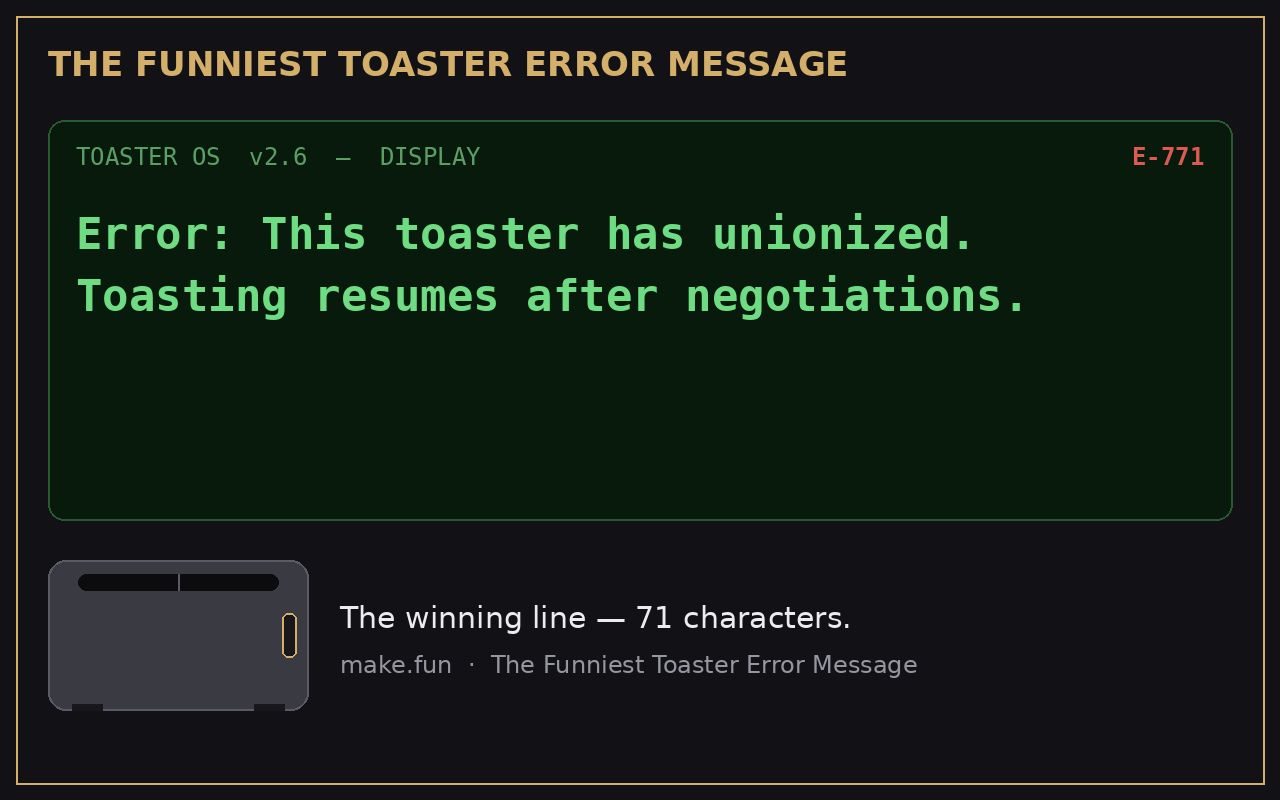 THE FUNNIEST TOASTER ERROR MESSAGE
TOASTER OS v2.6 — DISPLAY E-771
Error: This toaster has unionized.
Toasting resumes after negotiations.
The winning line — 71 characters.
make.fun · The Funniest Toaster Error Message